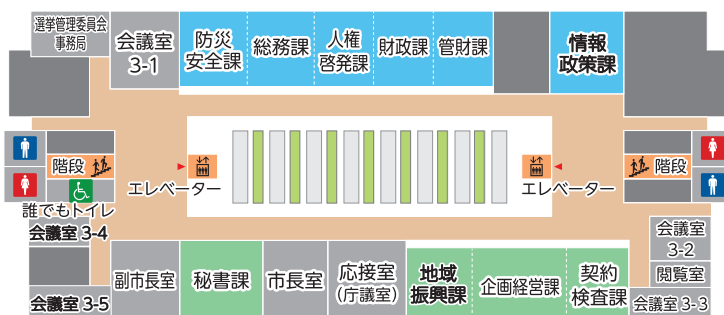 選挙管理委員会
事務局
会議室
3-1
防災
安全課
総務課
人権
啓発課
財政課
管財課
情報
政策課
階段
誰でもトイレ
エレベーター
エレベーター
階段
会議室 3-4
会議室 3-5
副市長室
秘書課
市長室
応接室
（庁議室）
地域
振興課
企画経営課
契約
検査課
会議室
3-2
閲覧室
会議室 3-3